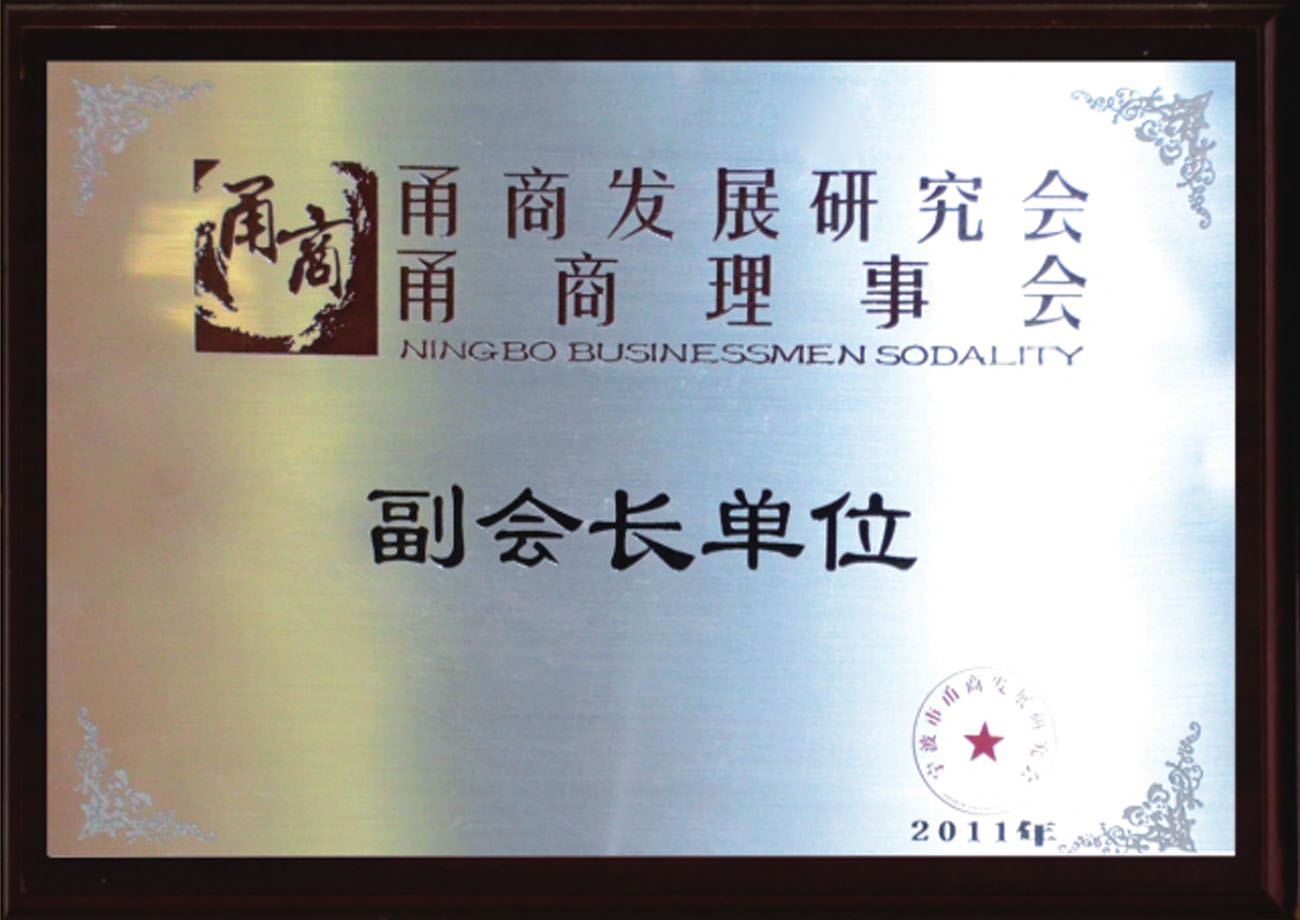 甬商
甬商发展研究会
甬商理事会
NINGBO BUSINESSMEN SODALITY
副会长单位
宁波市甬商发展研究会
2011年